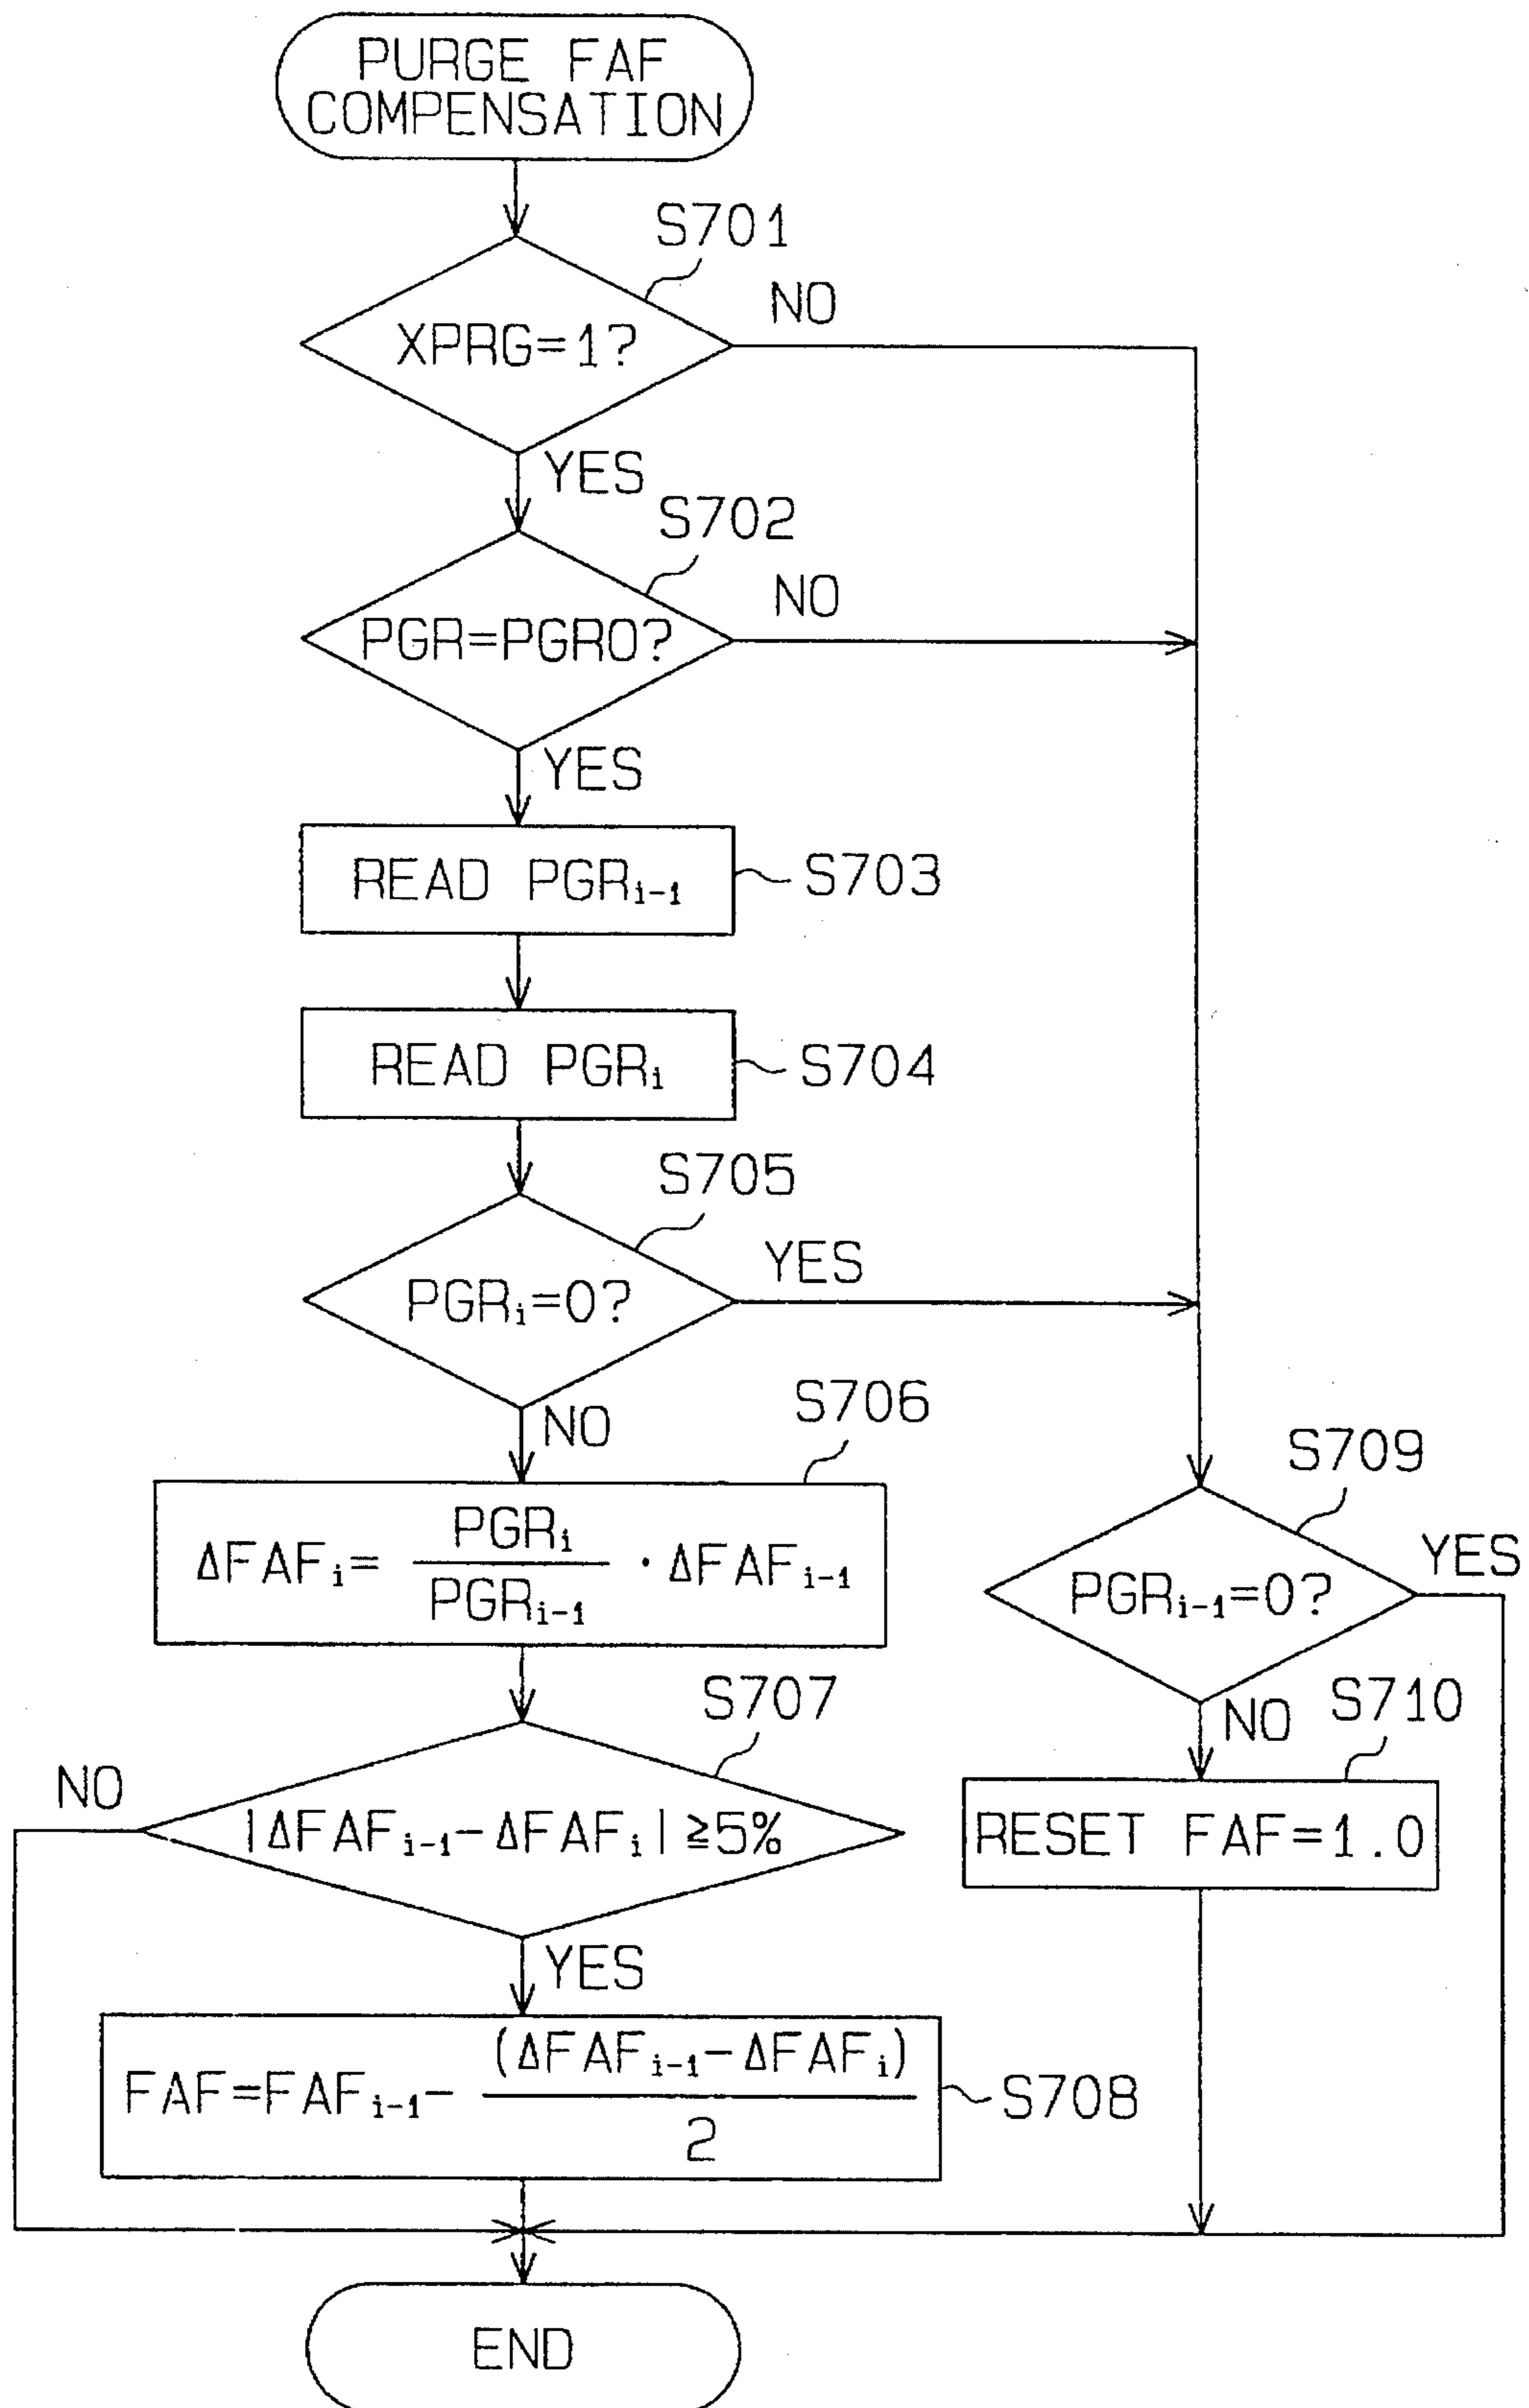 PURGE FAF
COMPENSATION
S701
XPRG=1?
NO
YES
S702
PGR=PGRO?
NO
YES
READ PGRi-1
S703
READ PGRi
S704
S705
PGRi=0?
YES
NO
S706
ΔFAFi= PGRi / PGRi-1 · ΔFAFi-1
S709
PGRi-1=0?
YES
NO
S707
|ΔFAFi-1-ΔFAFi|≧5%
NO
YES
S710
RESET FAF=1.0
FAF=FAFi-1- (ΔFAFi-1-ΔFAFi) / 2
S708
END